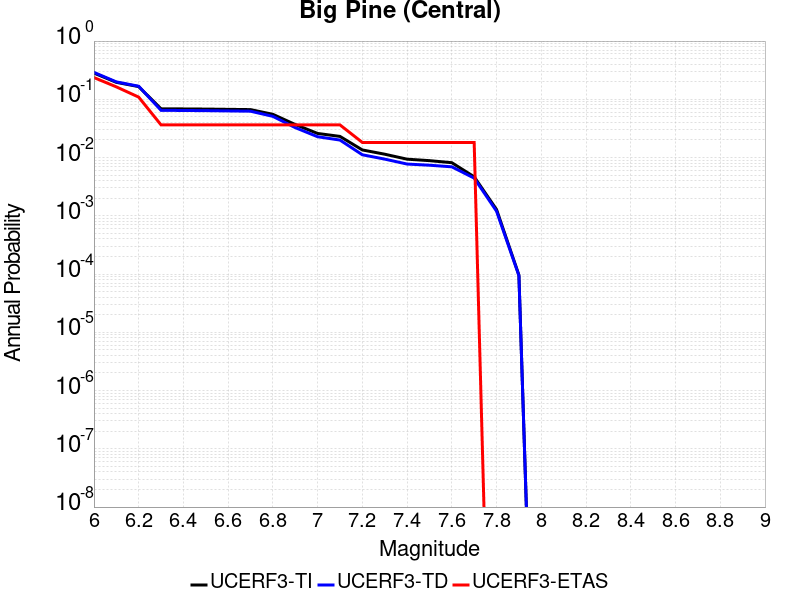 Big Pine (Central)
10^0
10^-1
10^-2
10^-3
10^-4
10^-5
10^-6
10^-7
10^-8
Annual Probability
6 6.2 6.4 6.6 6.8 7 7.2 7.4 7.6 7.8 8 8.2 8.4 8.6 8.8 9
Magnitude
UCERF3-TI UCERF3-TD UCERF3-ETAS